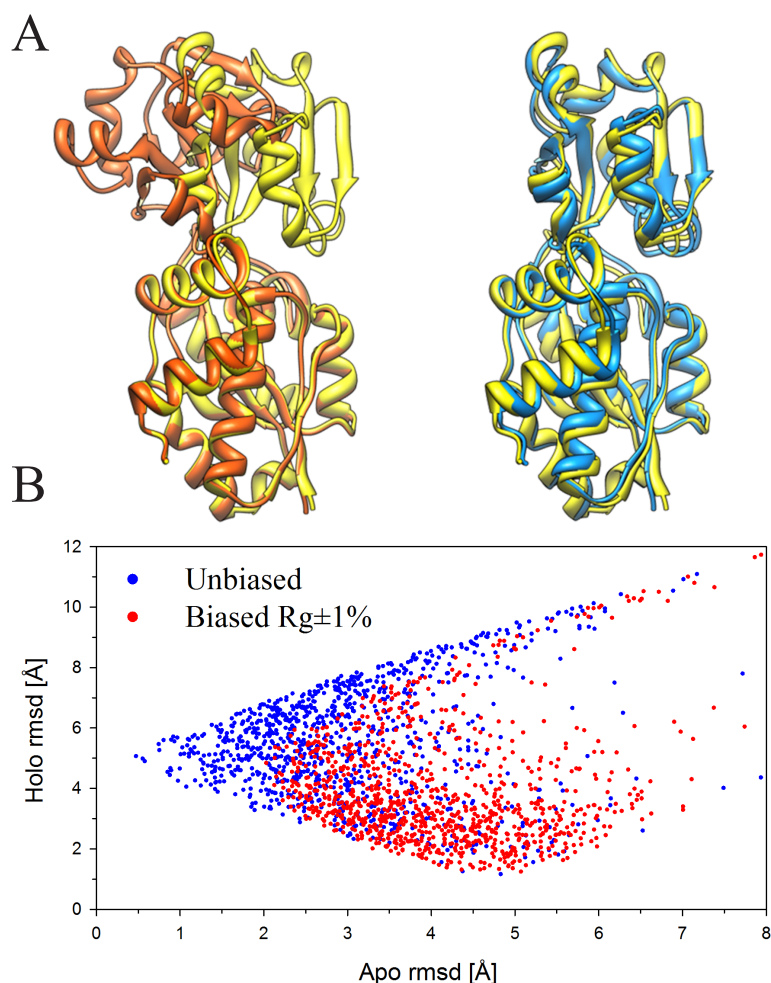 A
B
12
10
8
6
4
2
0
Holo rmsd [Å]
Unbiased
Biased Rg±1%
0 1 2 3 4 5 6 7 8
Apo rmsd [Å]